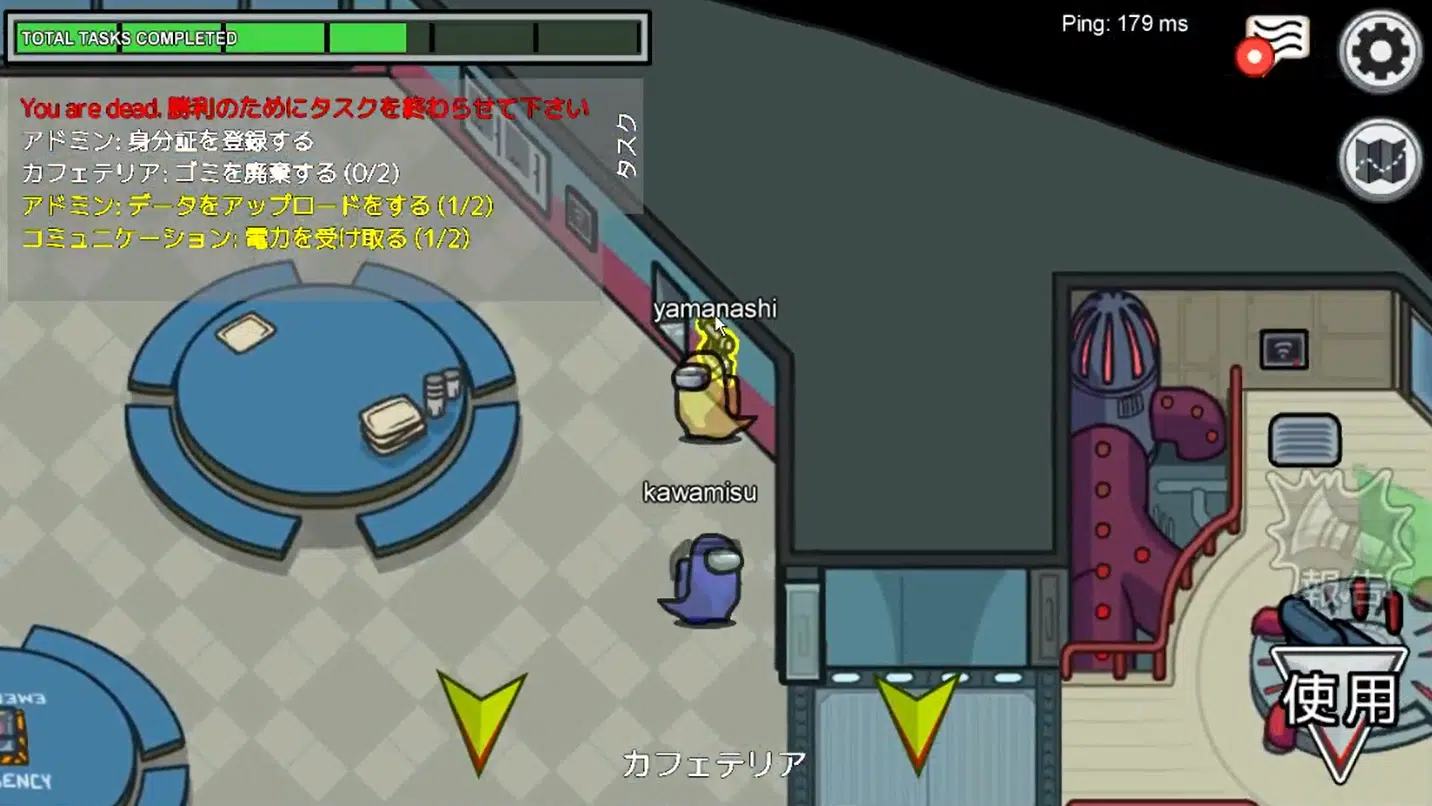 TOTAL TASKS COMPLETED
Ping: 179 ms
You are dead. 勝利のためにタスクを終わらせて下さい
アドミン: 身分証を登録する
カフェテリア: ゴミを廃棄する (0/2)
アドミン: データをアップロードをする (1/2)
コミュニケーション:電力を受け取る (1/2)
タスク
yamanashi
kawamisu
報告
使用
カフェテリア